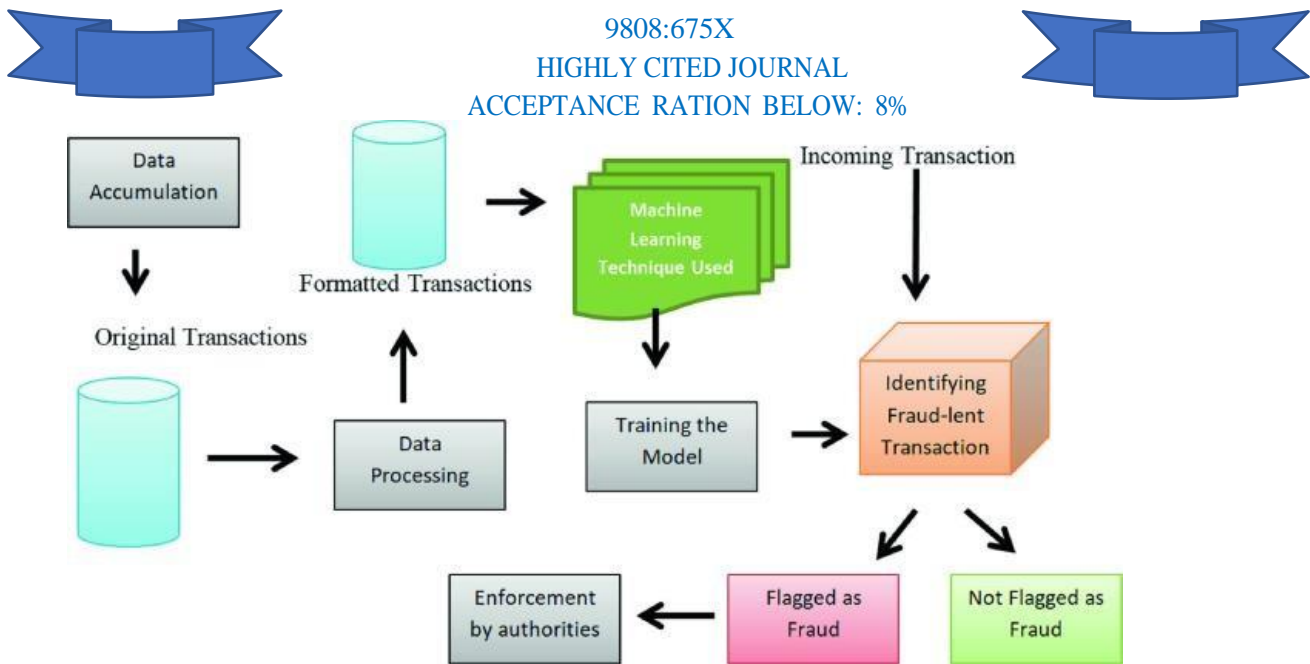 9808:675X
HIGHLY CITED JOURNAL
ACCEPTANCE RATION BELOW: 8%
Data
Accumulation
Original Transactions
Data
Processing
Formatted Transactions
Machine
Learning
Technique Used
Training the
Model
Incoming Transaction
Identifying
Fraud-lent
Transaction
Flagged as
Fraud
Not Flagged as
Fraud
Enforcement
by authorities